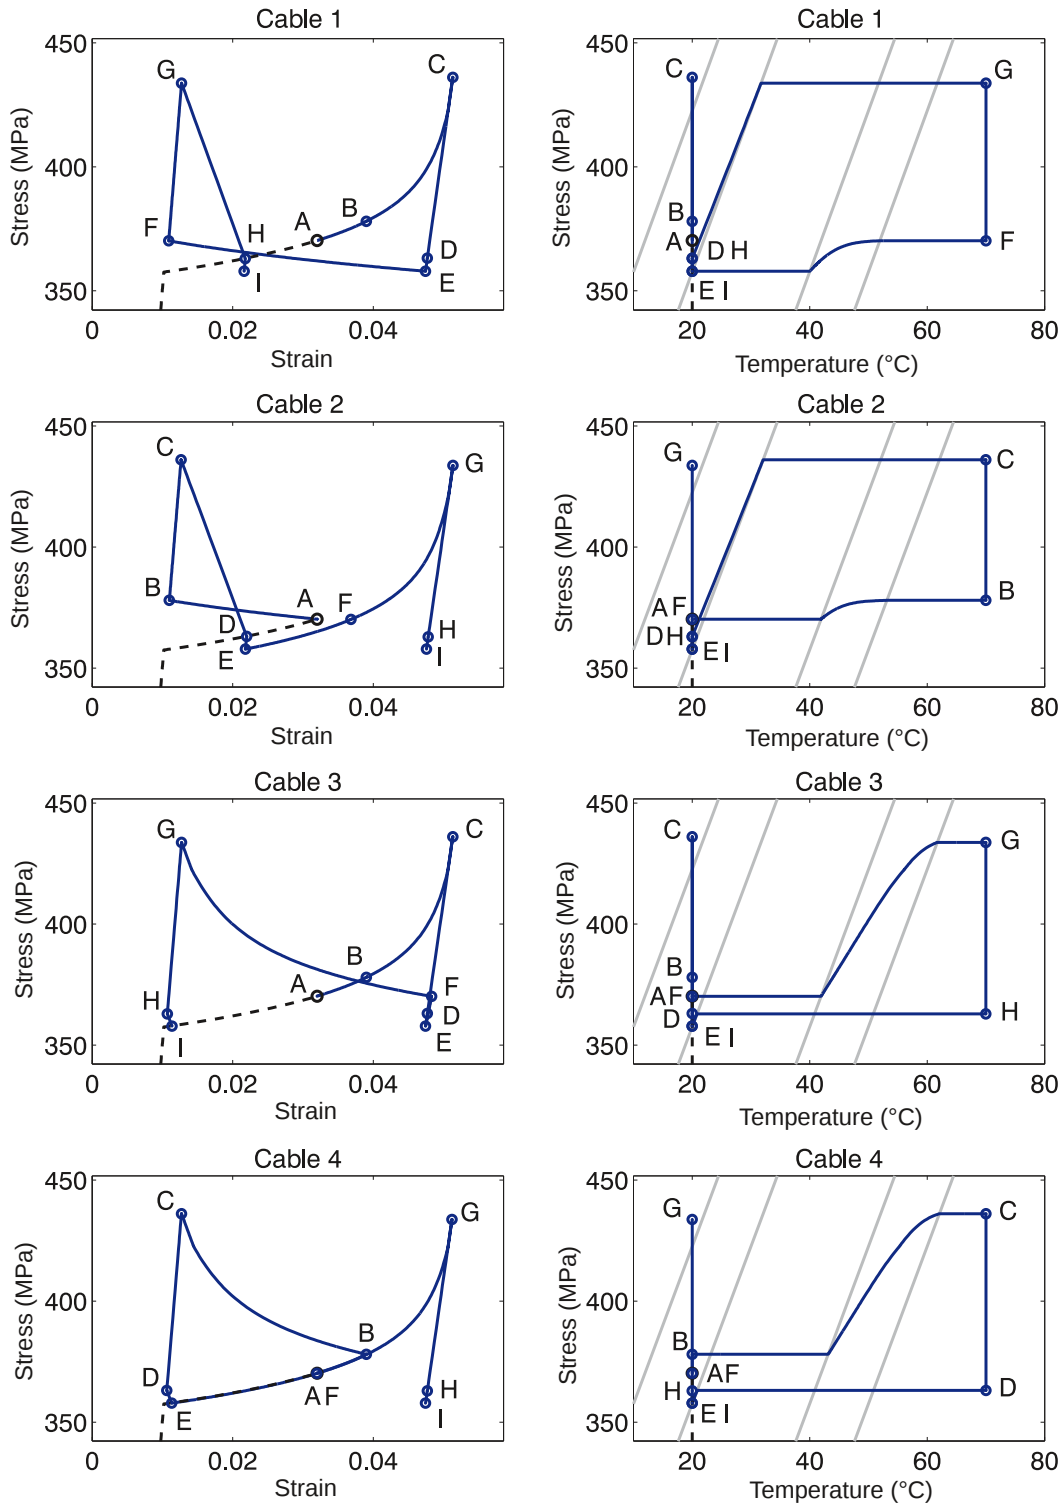 Cable 1
Cable 1
450
400
350
Stress (MPa)
G
C
F
H
A
B
D
I
E
0
0.02
0.04
Strain
450
400
350
Stress (MPa)
C
G
B
A
D H
F
E I
20
40
60
80
Temperature (°C)
Cable 2
Cable 2
450
400
350
Stress (MPa)
C
G
B
A
F
D
E
H
I
0
0.02
0.04
Strain
450
400
350
Stress (MPa)
G
C
A F
B
D H
E I
20
40
60
80
Temperature (°C)
Cable 3
Cable 3
450
400
350
Stress (MPa)
G
C
B
A
F
H
D
I
E
0
0.02
0.04
Strain
450
400
350
Stress (MPa)
C
G
B
A F
D
H
E I
20
40
60
80
Temperature (°C)
Cable 4
Cable 4
450
400
350
Stress (MPa)
C
G
B
D
A F
H
E
I
0
0.02
0.04
Strain
450
400
350
Stress (MPa)
G
C
B
A F
H
D
E I
20
40
60
80
Temperature (°C)